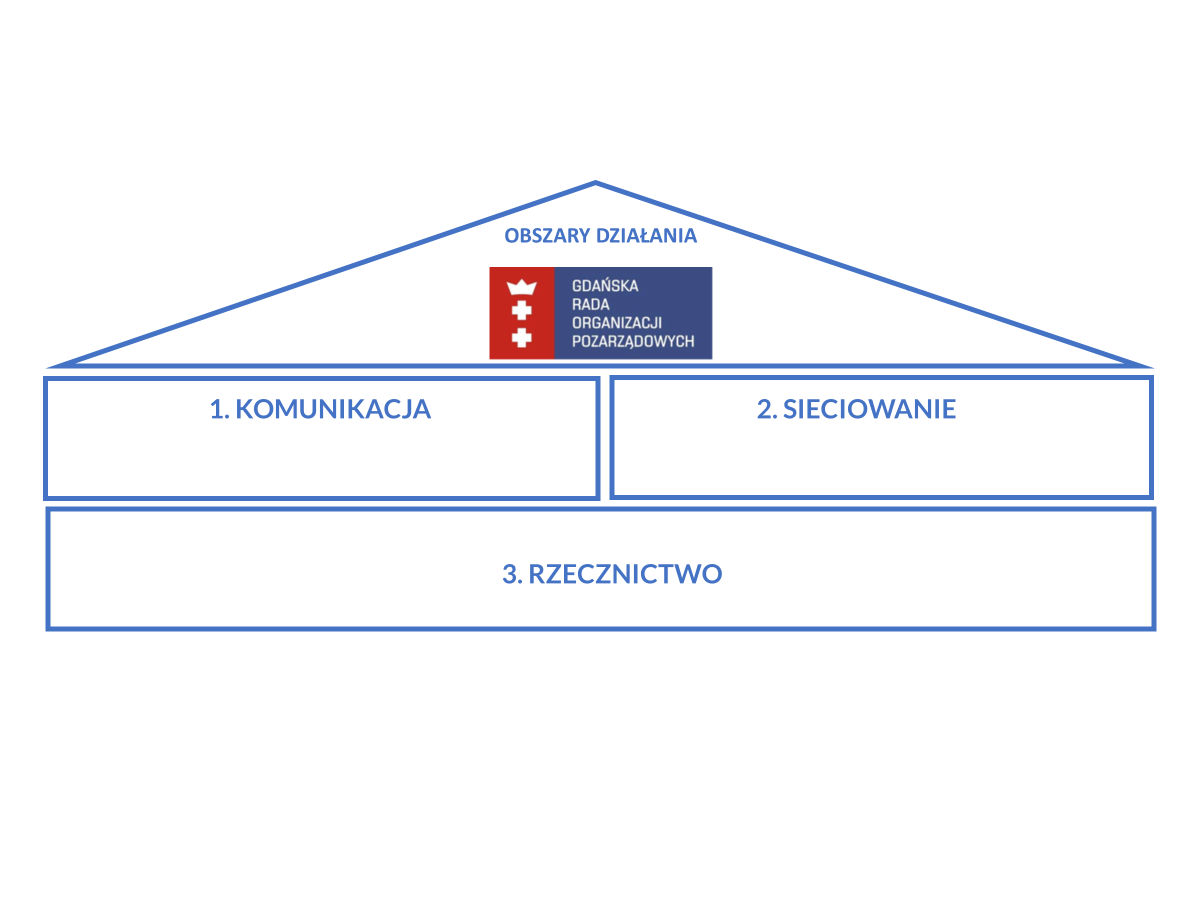 OBSZARY DZIAŁANIA
GDAŃSKA
RADA
ORGANIZACJI
POZARZĄDOWYCH
1. KOMUNIKACJA
2. SIECIOWANIE
3. RZECZNICTWO